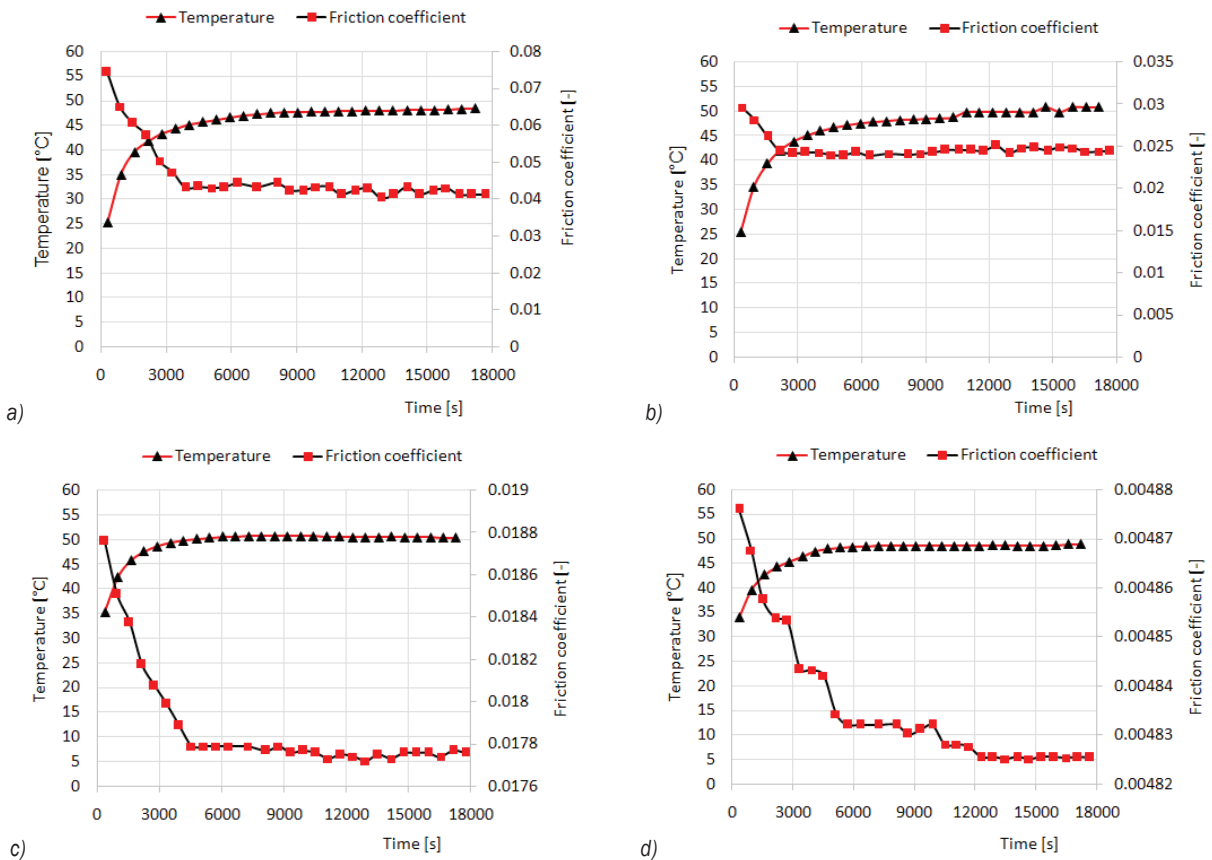 Temperature Friction coefficient
60 55 50 45 40 35 30 25 20 15 10 5 0
Temperature [°C]
0.08 0.07 0.06 0.05 0.04 0.03 0.02 0.01 0
Friction coefficient [-]
0 3000 6000 9000 12000 15000 18000
Time [s]
a)
Temperature Friction coefficient
60 55 50 45 40 35 30 25 20 15 10 5 0
Temperature [°C]
0.035 0.03 0.025 0.02 0.015 0.01 0.005 0
Friction coefficient [-]
0 3000 6000 9000 12000 15000 18000
Time [s]
b)
Temperature Friction coefficient
60 55 50 45 40 35 30 25 20 15 10 5 0
Temperature [°C]
0.019 0.0188 0.0186 0.0184 0.0182 0.018 0.0178 0.0176
Friction coefficient [-]
0 3000 6000 9000 12000 15000 18000
Time [s]
c)
Temperature Friction coefficient
60 55 50 45 40 35 30 25 20 15 10 5 0
Temperature [°C]
0.00488 0.00487 0.00486 0.00485 0.00484 0.00483 0.00482
Friction coefficient [-]
0 3000 6000 9000 12000 15000 18000
Time [s]
d)